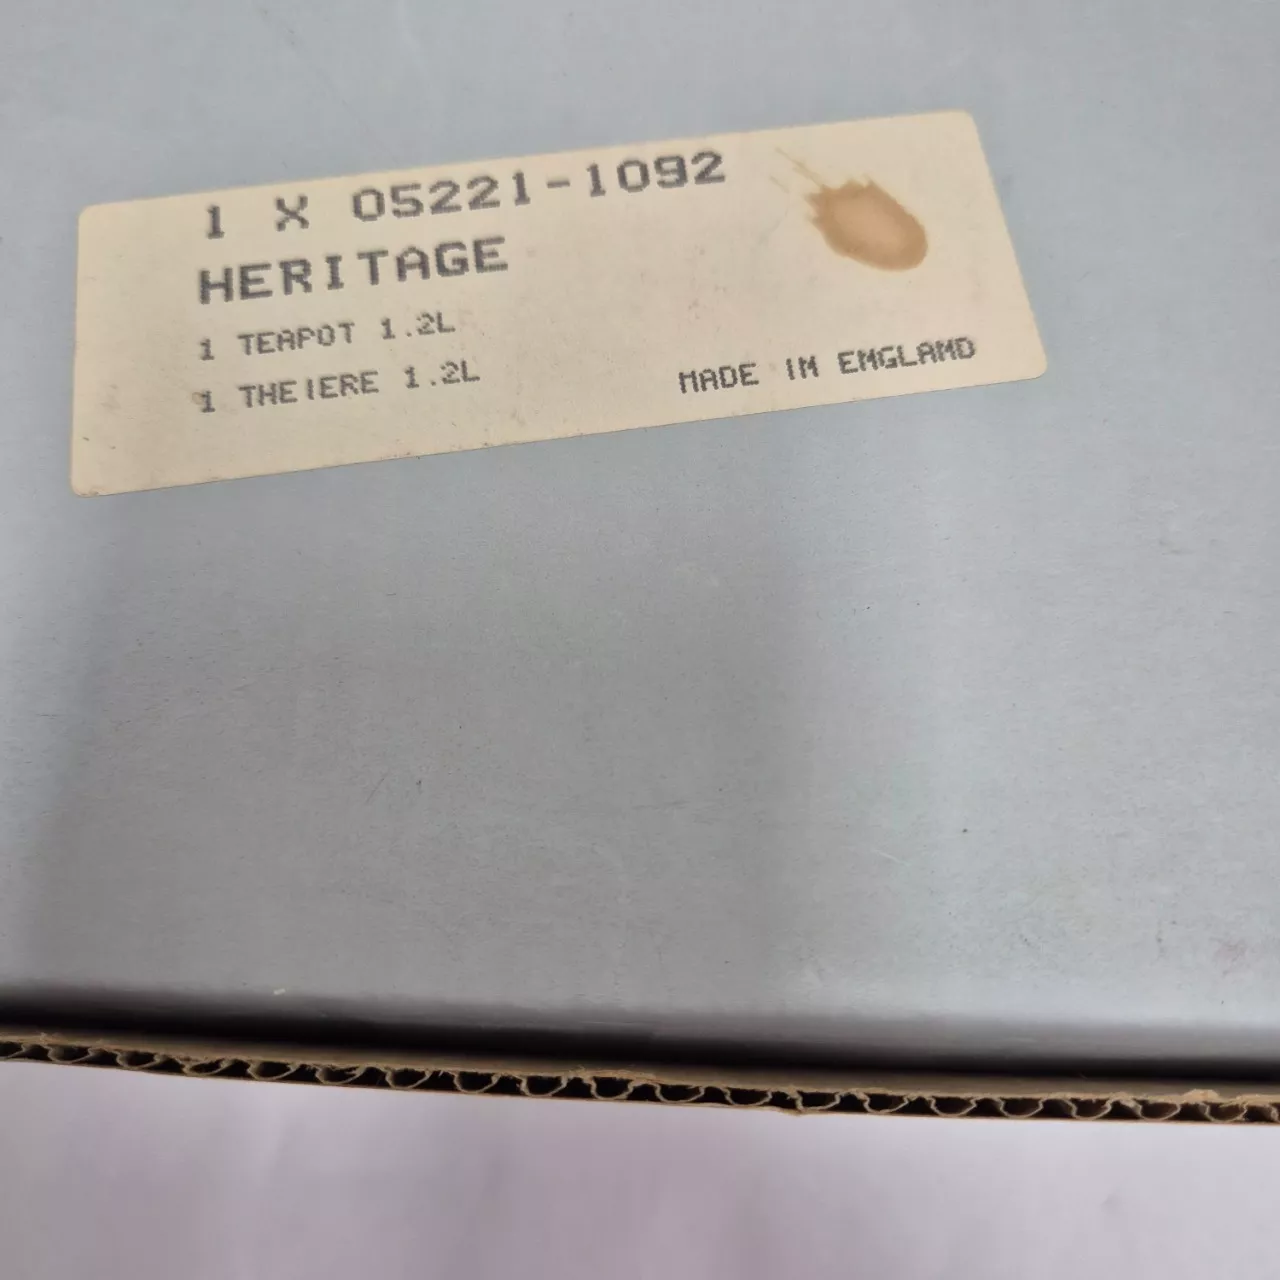 1 X 05221-1092
HERITAGE
1 TEAPOT 1.2L
1 THEIERE 1.2L
MADE IN ENGLAND